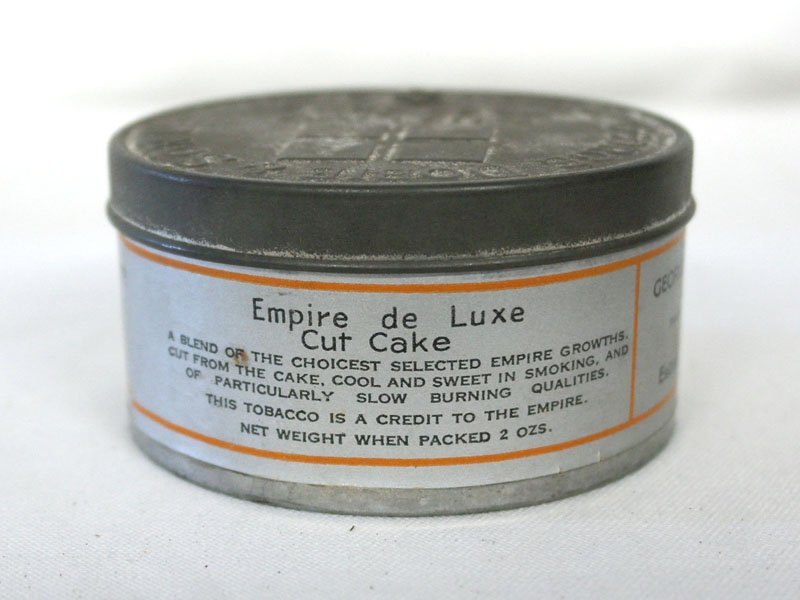 Empire de Luxe
Cut Cake
A BLEND OF THE CHOICEST SELECTED EMPIRE GROWTHS.
CUT FROM THE CAKE, COOL AND SWEET IN SMOKING, AND
OF PARTICULARLY SLOW BURNING QUALITIES.
THIS TOBACCO IS A CREDIT TO THE EMPIRE.
NET WEIGHT WHEN PACKED 2 OZS.